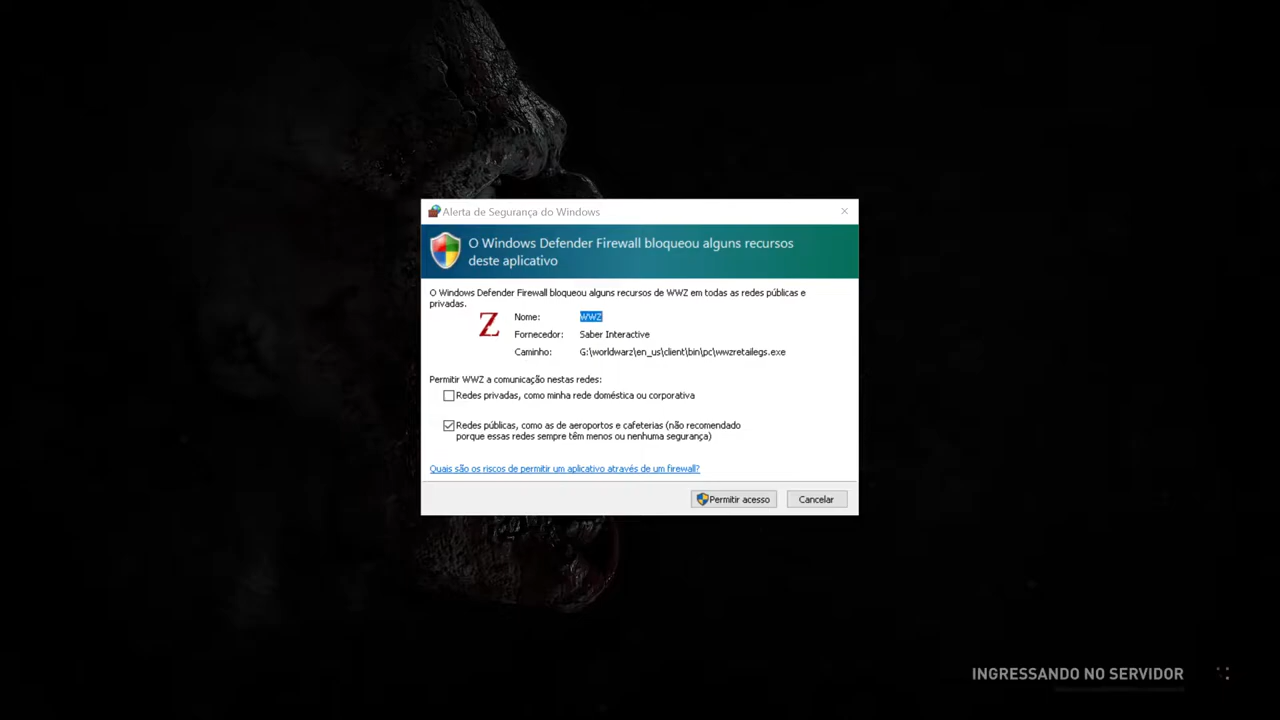 Alerta de Segurança do Windows
O Windows Defender Firewall bloqueou alguns recursos
deste aplicativo
O Windows Defender Firewall bloqueou alguns recursos de WWZ em todas as redes públicas e
privadas.
Z
Nome: WWZ
Fornecedor: Saber Interactive
Caminho: G:\worldwarz\en_us\client\bin\pc\wwzretailegs.exe
Permitir WWZ a comunicação nestas redes:
Redes privadas, como minha rede doméstica ou corporativa
Redes públicas, como as de aeroportos e cafeterias (não recomendado
porque essas redes sempre têm menos ou nenhuma segurança)
Quais são os riscos de permitir um aplicativo através de um firewall?
Permitir acesso Cancelar
INGRESSANDO NO SERVIDOR